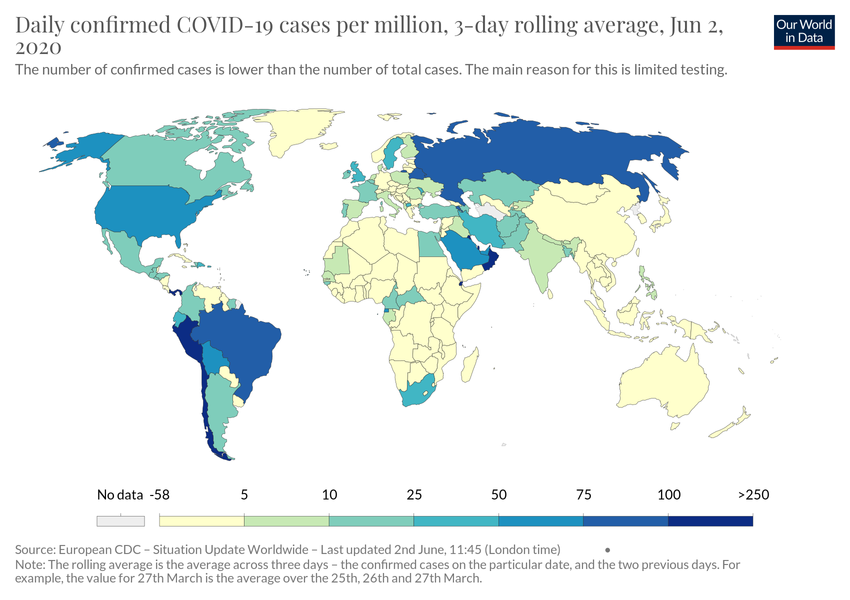 Daily confirmed COVID-19 cases per million, 3-day rolling average, Jun 2,
2020
Our World
in Data
The number of confirmed cases is lower than the number of total cases. The main reason for this is limited testing.
No data -58 5 10 25 50 75 100 >250
Source: European CDC – Situation Update Worldwide – Last updated 2nd June, 11:45 (London time)
Note: The rolling average is the average across three days – the confirmed cases on the particular date, and the two previous days. For
example, the value for 27th March is the average over the 25th, 26th and 27th March.